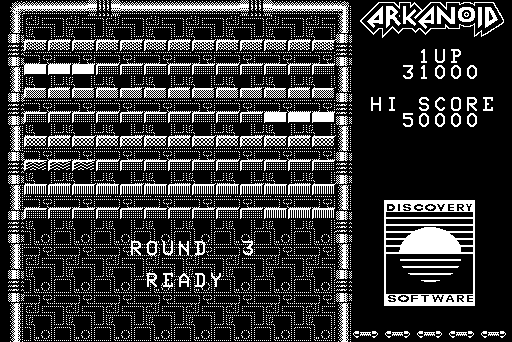 ARKANOID
1UP
31000
HI SCORE
50000
ROUND 3
READY
DISCOVERY
SOFTWARE